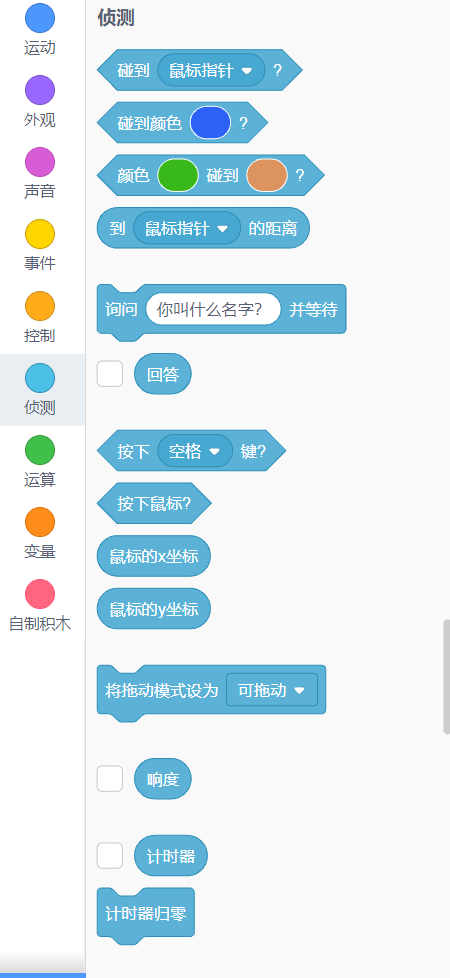 运动
外观
声音
事件
控制
侦测
运算
变量
自制积木
侦测
碰到 鼠标指针 ?
碰到颜色 ?
颜色 碰到 ?
到 鼠标指针 的距离
询问 你叫什么名字? 并等待
回答
按下 空格 键?
按下鼠标?
鼠标的x坐标
鼠标的y坐标
将拖动模式设为 可拖动
响度
计时器
计时器归零